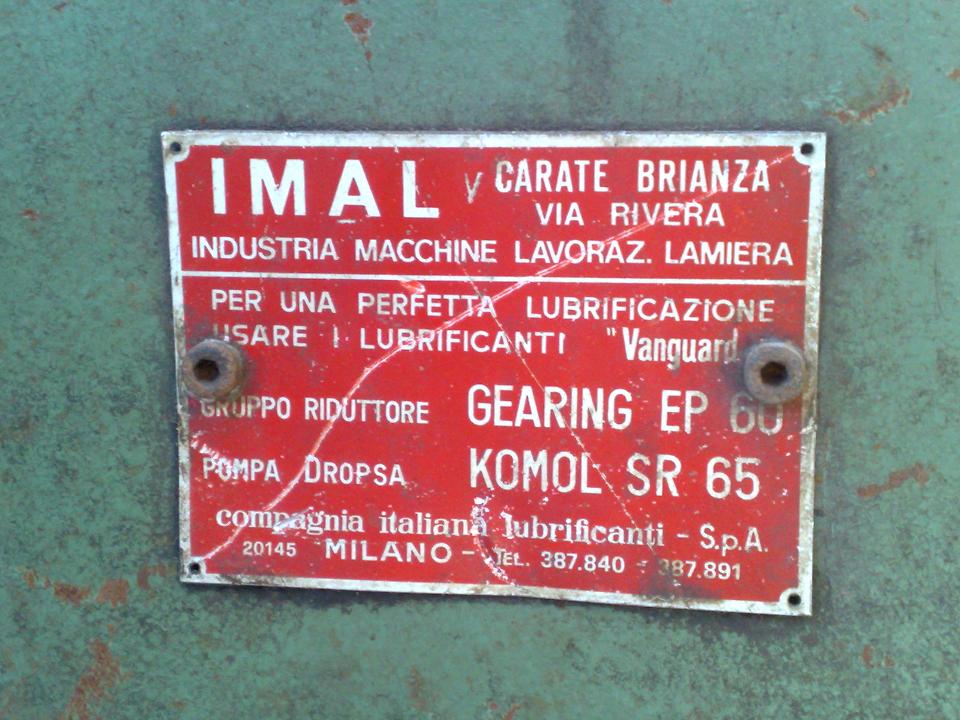 IMAL CARATE BRIANZA
VIA RIVERA
INDUSTRIA MACCHINE LAVORAZ. LAMIERA
PER UNA PERFETTA LUBRIFICAZIONE
USARE I LUBRIFICANTI "Vanguard
GRUPPO RIDUTTORE GEARING EP 60
POMPA DROPSA KOMOL SR 65
compagnia italiana lubrificanti - S.p.A.
20145 MILANO - TEL. 387.840 - 387.891